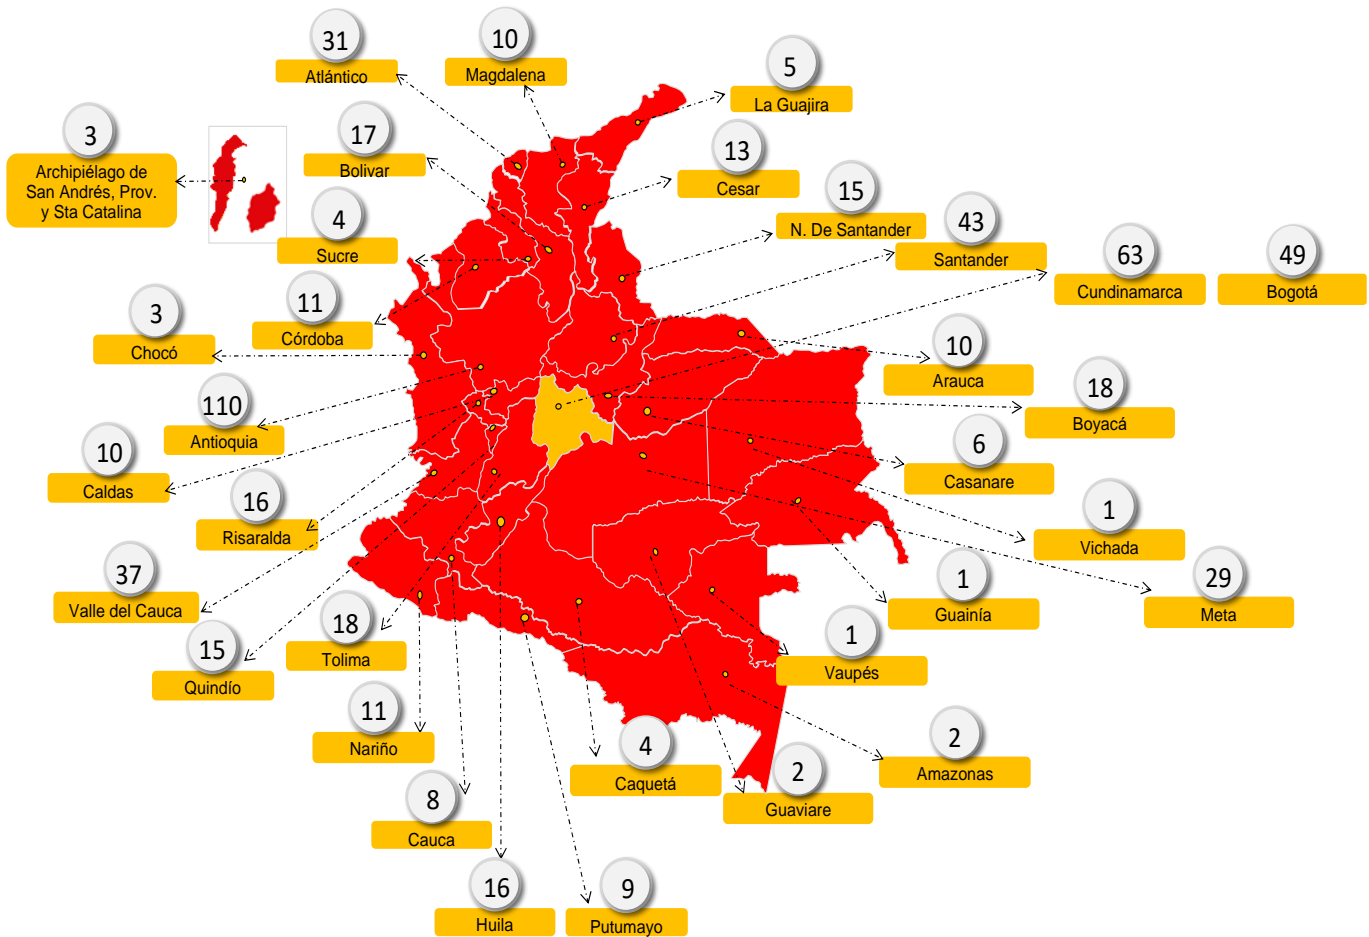 31
Atlántico
10
Magdalena
5
La Guajira
3
Archipiélago de
San Andrés, Prov.
y Sta Catalina
17
Bolivar
13
Cesar
4
Sucre
15
N. De Santander
43
Santander
63
Cundinamarca
49
Bogotá
11
Córdoba
3
Chocó
10
Arauca
110
Antioquia
18
Boyacá
10
Caldas
6
Casanare
16
Risaralda
1
Vichada
37
Valle del Cauca
1
Guainía
29
Meta
15
Quindío
18
Tolima
1
Vaupés
11
Nariño
4
Caquetá
2
Guaviare
2
Amazonas
8
Cauca
16
Huila
9
Putumayo